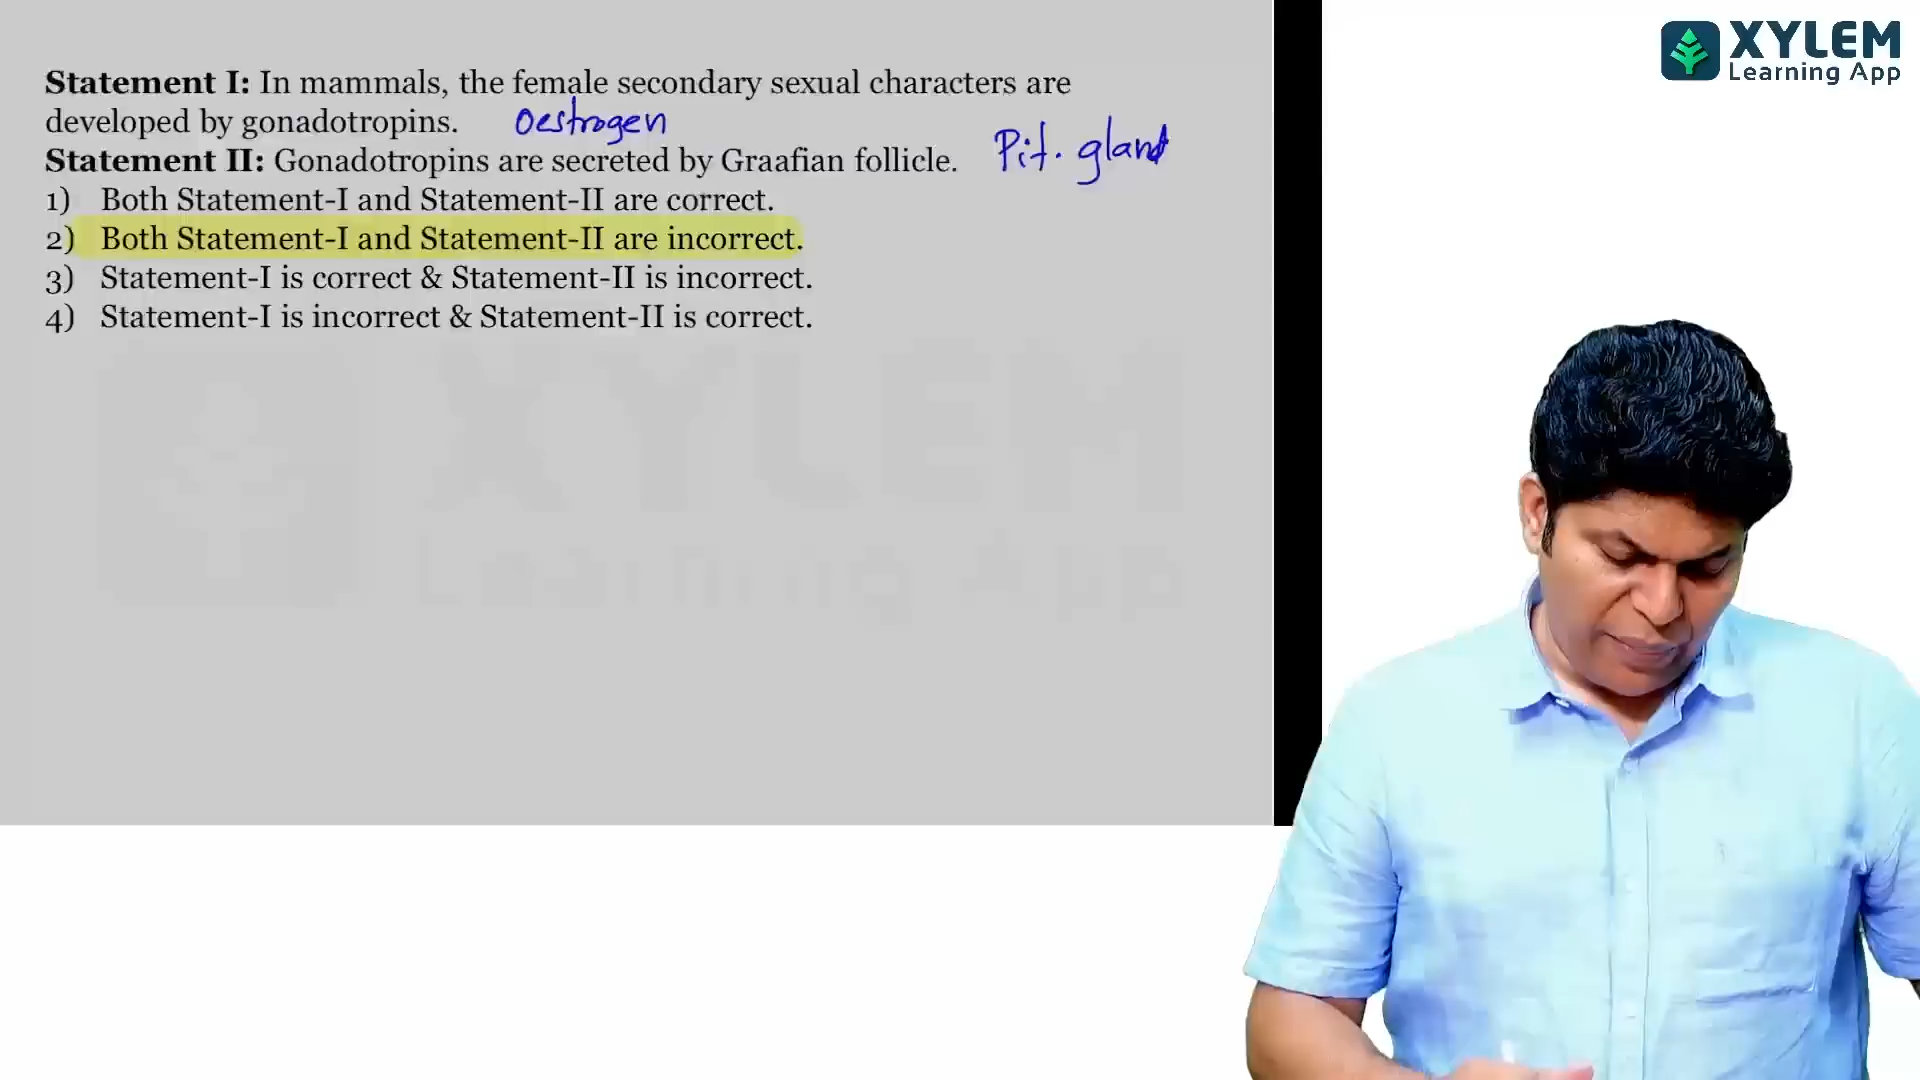 XYLEM
Learning App
Statement I: In mammals, the female secondary sexual characters are
developed by gonadotropins. Oestrogen
Statement II: Gonadotropins are secreted by Graafian follicle. Pit. gland
1) Both Statement-I and Statement-II are correct.
2) Both Statement-I and Statement-II are incorrect.
3) Statement-I is correct & Statement-II is incorrect.
4) Statement-I is incorrect & Statement-II is correct.
XYLEM
Learning App